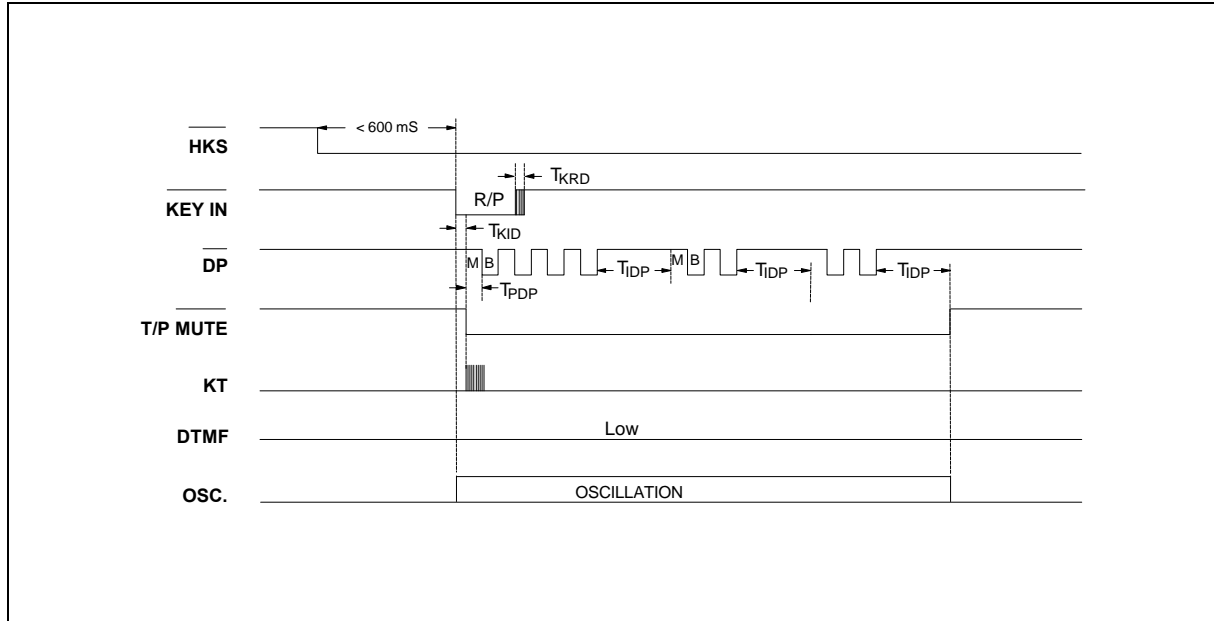 < 600 mS
HKS
TKRD
R/P
KEY IN
TKID
DP
M B
TIDP
M B
TIDP
TIDP
TPDP
T/P MUTE
KT
Low
DTMF
OSCILLATION
OSC.